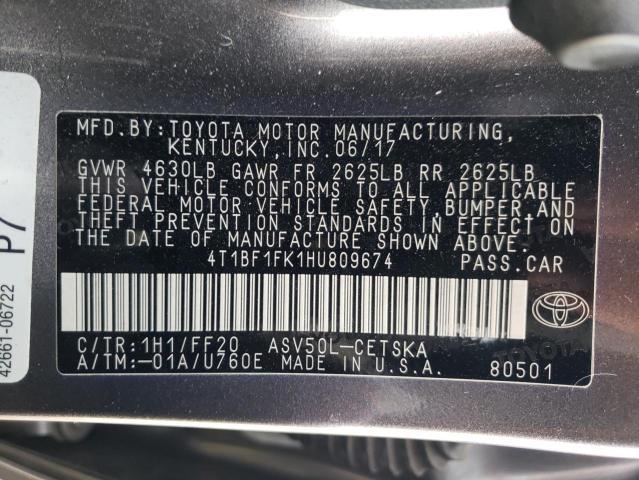 MFD.BY:TOYOTA MOTOR MANUFACTURING,
KENTUCKY,INC.06/17
GVWR 4630LB GAWR FR 2625LB RR 2625LB
THIS VEHICLE CONFORMS TO ALL APPLICABLE
FEDERAL MOTOR VEHICLE SAFETY, BUMPER, AND
THEFT PREVENTION STANDARDS IN EFFECT ON
THE DATE OF MANUFACTURE SHOWN ABOVE.
4T1BF1FK1HU809674 PASS.CAR
C/TR:1H1/FF20 ASV50L-CETSKA
A/TM:-01A/U760E MADE IN U.S.A. 80501
TOYOTA
42661-06722
P7